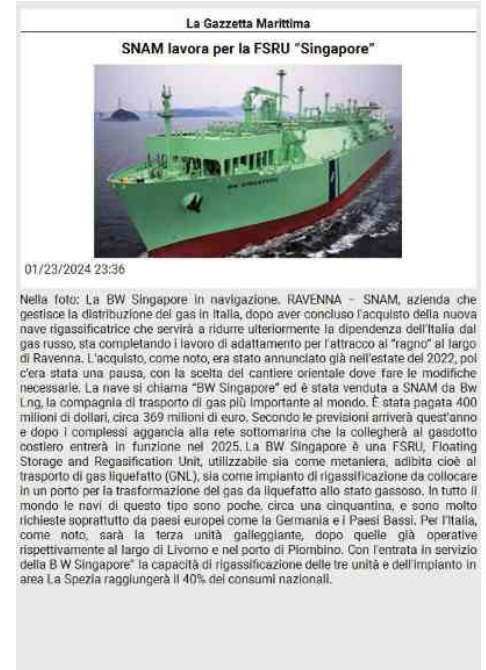 La Gazzetta Marittima
SNAM lavora per la FSRU "Singapore"
BW SINGAPORE
01/23/2024 23:36
Nella foto: La BW Singapore in navigazione. RAVENNA – SNAM, azienda che
gestisce la distribuzione del gas in Italia, dopo aver concluso l'acquisto della nuova
nave rigassificatrice che servirà a ridurre ulteriormente la dipendenza dell'Italia dal
gas russo, sta completando i lavoro di adattamento per l'attracco al "ragno" al largo
di Ravenna. L'acquisto, come noto, era stato annunciato già nell'estate del 2022, poi
c'era stata una pausa, con la scelta del cantiere orientale dove fare le modifiche
necessarie. La nave si chiama "BW Singapore" ed è stata venduta a SNAM da Bw
Lng, la compagnia di trasporto di gas più importante al mondo. È stata pagata 400
milioni di dollari, circa 369 milioni di euro. Secondo le previsioni arriverà quest'anno
e dopo i complessi aggancia alla rete sottomarina che la collegherà al gasdotto
costiero entrerà in funzione nel 2025. La BW Singapore è una FSRU, Floating
Storage and Regasification Unit, utilizzabile sia come metaniera, adibita cioè al
trasporto di gas liquefatto (GNL), sia come impianto di rigassificazione da collocare
in un porto per la trasformazione del gas da liquefatto allo stato gassoso. In tutto il
mondo le navi di questo tipo sono poche, circa una cinquantina, e sono molto
richieste soprattutto da paesi europei come la Germania e i Paesi Bassi. Per l'Italia,
come noto, sarà la terza unità galleggiante, dopo quelle già operative
rispettivamente al largo di Livorno e nel porto di Piombino. Con l'entrata in servizio
della B W Singapore" la capacità di rigassificazione delle tre unità e dell'impianto in
area La Spezia raggiungerà il 40% dei consumi nazionali.